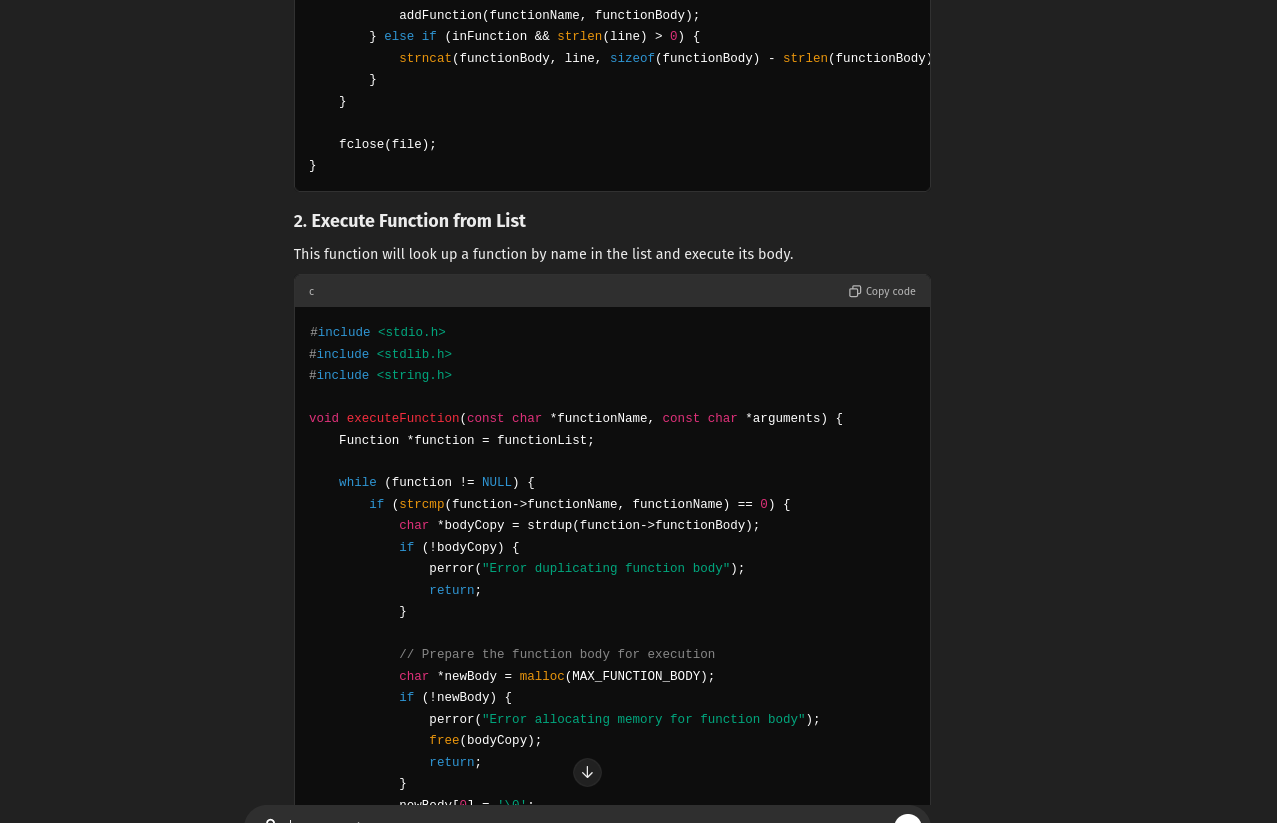 addFunction(functionName, functionBody);
        } else if (inFunction && strlen(line) > 0) {
            strncat(functionBody, line, sizeof(functionBody) - strlen(functionBody)
        }
    }

    fclose(file);
}
2. Execute Function from List
This function will look up a function by name in the list and execute its body.
c Copy code
#include <stdio.h>
#include <stdlib.h>
#include <string.h>

void executeFunction(const char *functionName, const char *arguments) {
    Function *function = functionList;

    while (function != NULL) {
        if (strcmp(function->functionName, functionName) == 0) {
            char *bodyCopy = strdup(function->functionBody);
            if (!bodyCopy) {
                perror("Error duplicating function body");
                return;
            }

            // Prepare the function body for execution
            char *newBody = malloc(MAX_FUNCTION_BODY);
            if (!newBody) {
                perror("Error allocating memory for function body");
                free(bodyCopy);
                return;
            }
            newBody[0] = '\0';